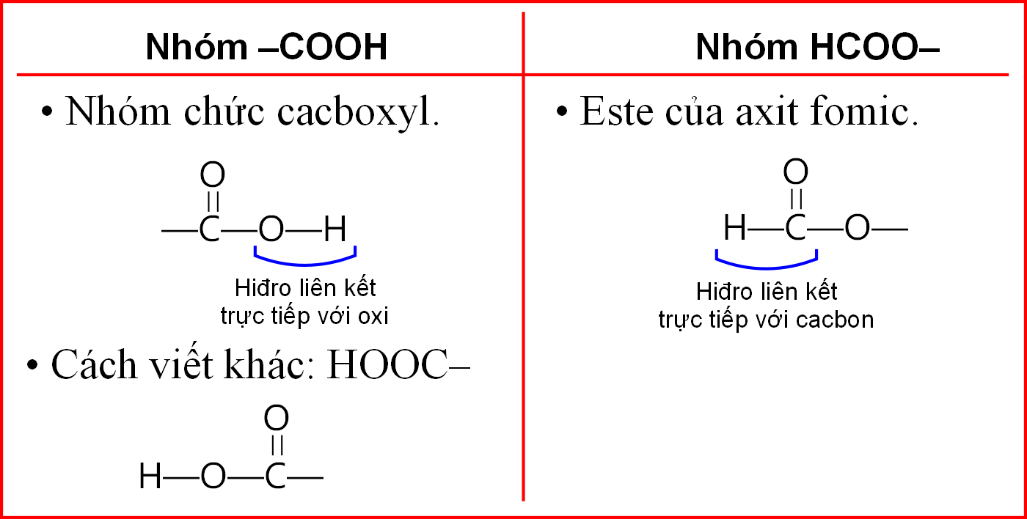 Nhóm –COOH
• Nhóm chức cacboxyl.
O
—C—O—H
Hiđro liên kết
trực tiếp với oxi
• Cách viết khác: HOOC–
O
H—O—C—
Nhóm HCOO–
• Este của axit fomic.
O
H—C—O—
Hiđro liên kết
trực tiếp với cacbon